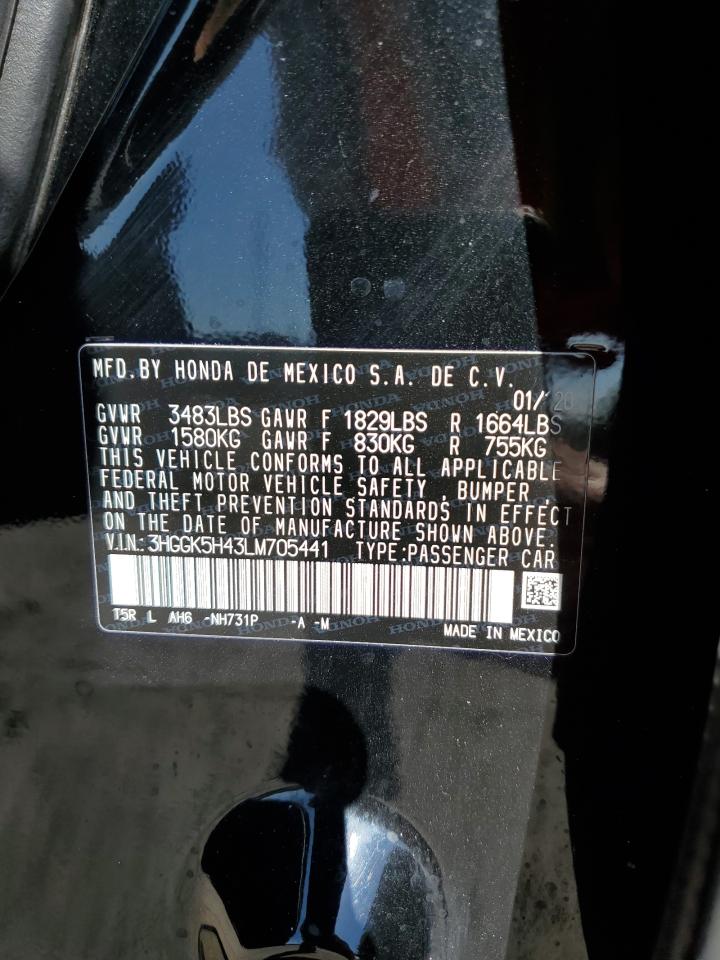 MFD.BY HONDA DE MEXICO S.A. DE C.V.
01/20
GVWR 3483LBS GAWR F 1829LBS R 1664LBS
GVWR 1580KG GAWR F 830KG R 755KG
THIS VEHICLE CONFORMS TO ALL APPLICABLE
FEDERAL MOTOR VEHICLE SAFETY , BUMPER
AND THEFT PREVENTION STANDARDS IN EFFECT
ON THE DATE OF MANUFACTURE SHOWN ABOVE.
V.I.N.:3HGGK5H43LM705441 TYPE:PASSENGER CAR
T5R L AH6 NH731P -A -M
MADE IN MEXICO